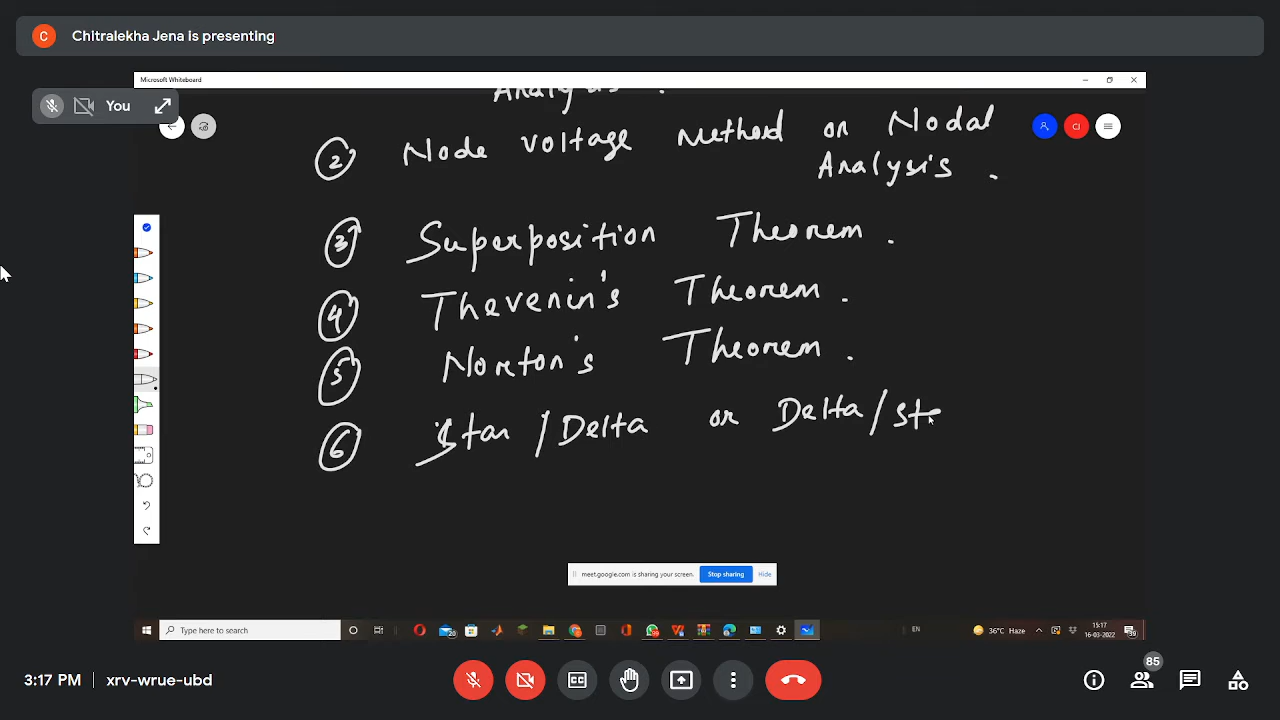 C Chitralekha Jena is presenting
Microsoft Whiteboard
You
Analysis .
② Node voltage Method or Nodal
Analysis .
③ Superposition Theorem .
④ Thevenin's Theorem .
⑤ Norton's Theorem .
⑥ Star/Delta or Delta/st
CJ
meet.google.com is sharing your screen. Stop sharing Hide
Type here to search
36°C Haze
EN
15:17
16-03-2022
3:17 PM xrv-wrue-ubd
85